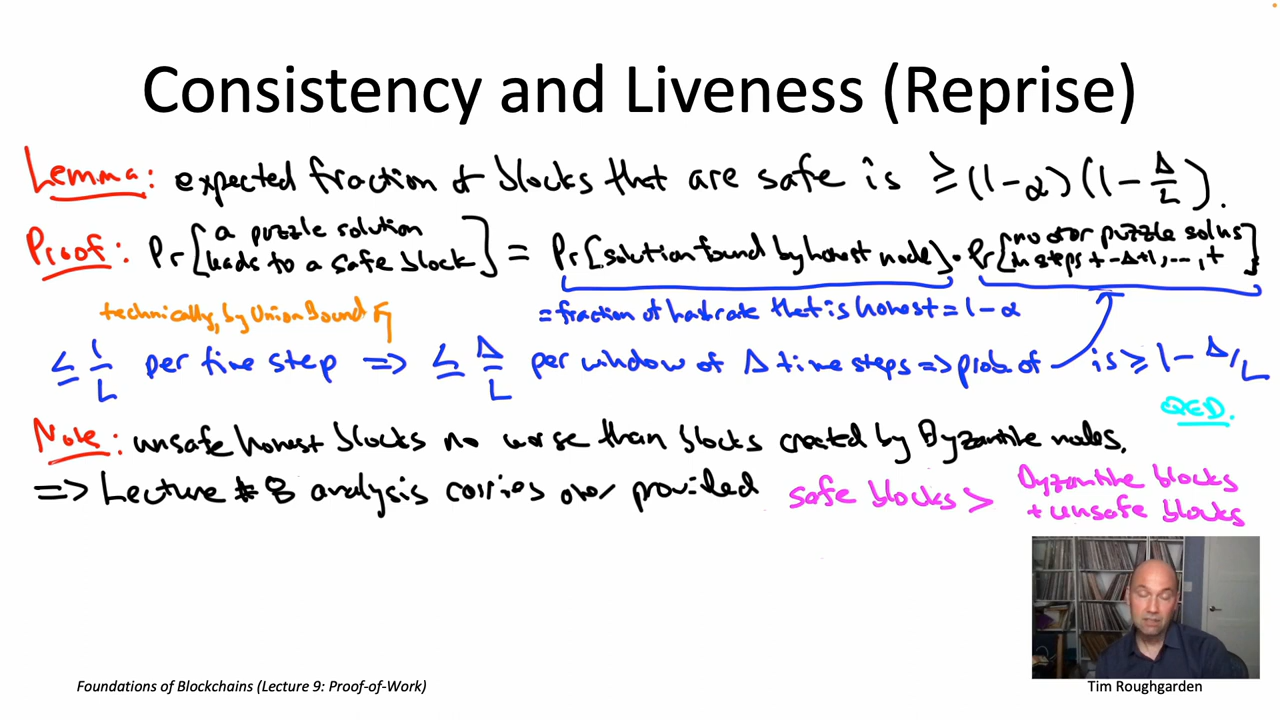 Consistency and Liveness (Reprise)
Lemma: expected fraction of blocks that are safe is ≥ (1-α)(1 - Δ/L).
Proof: Pr[a puzzle solution leads to a safe block] = Pr[solution found by honest node] · Pr[no other puzzle solns in steps t-Δ+1, ..., t]
technically, by Union Bound
= fraction of hashrate that is honest = 1-α
≤ 1/L per time step => ≤ Δ/L per window of Δ time steps => prob of is ≥ 1 - Δ/L
QED.
Note: unsafe honest blocks no worse than blocks created by Byzantine nodes.
=> Lecture #8 analysis carries over provided safe blocks > Byzantine blocks + unsafe blocks
Foundations of Blockchains (Lecture 9: Proof-of-Work)
Tim Roughgarden